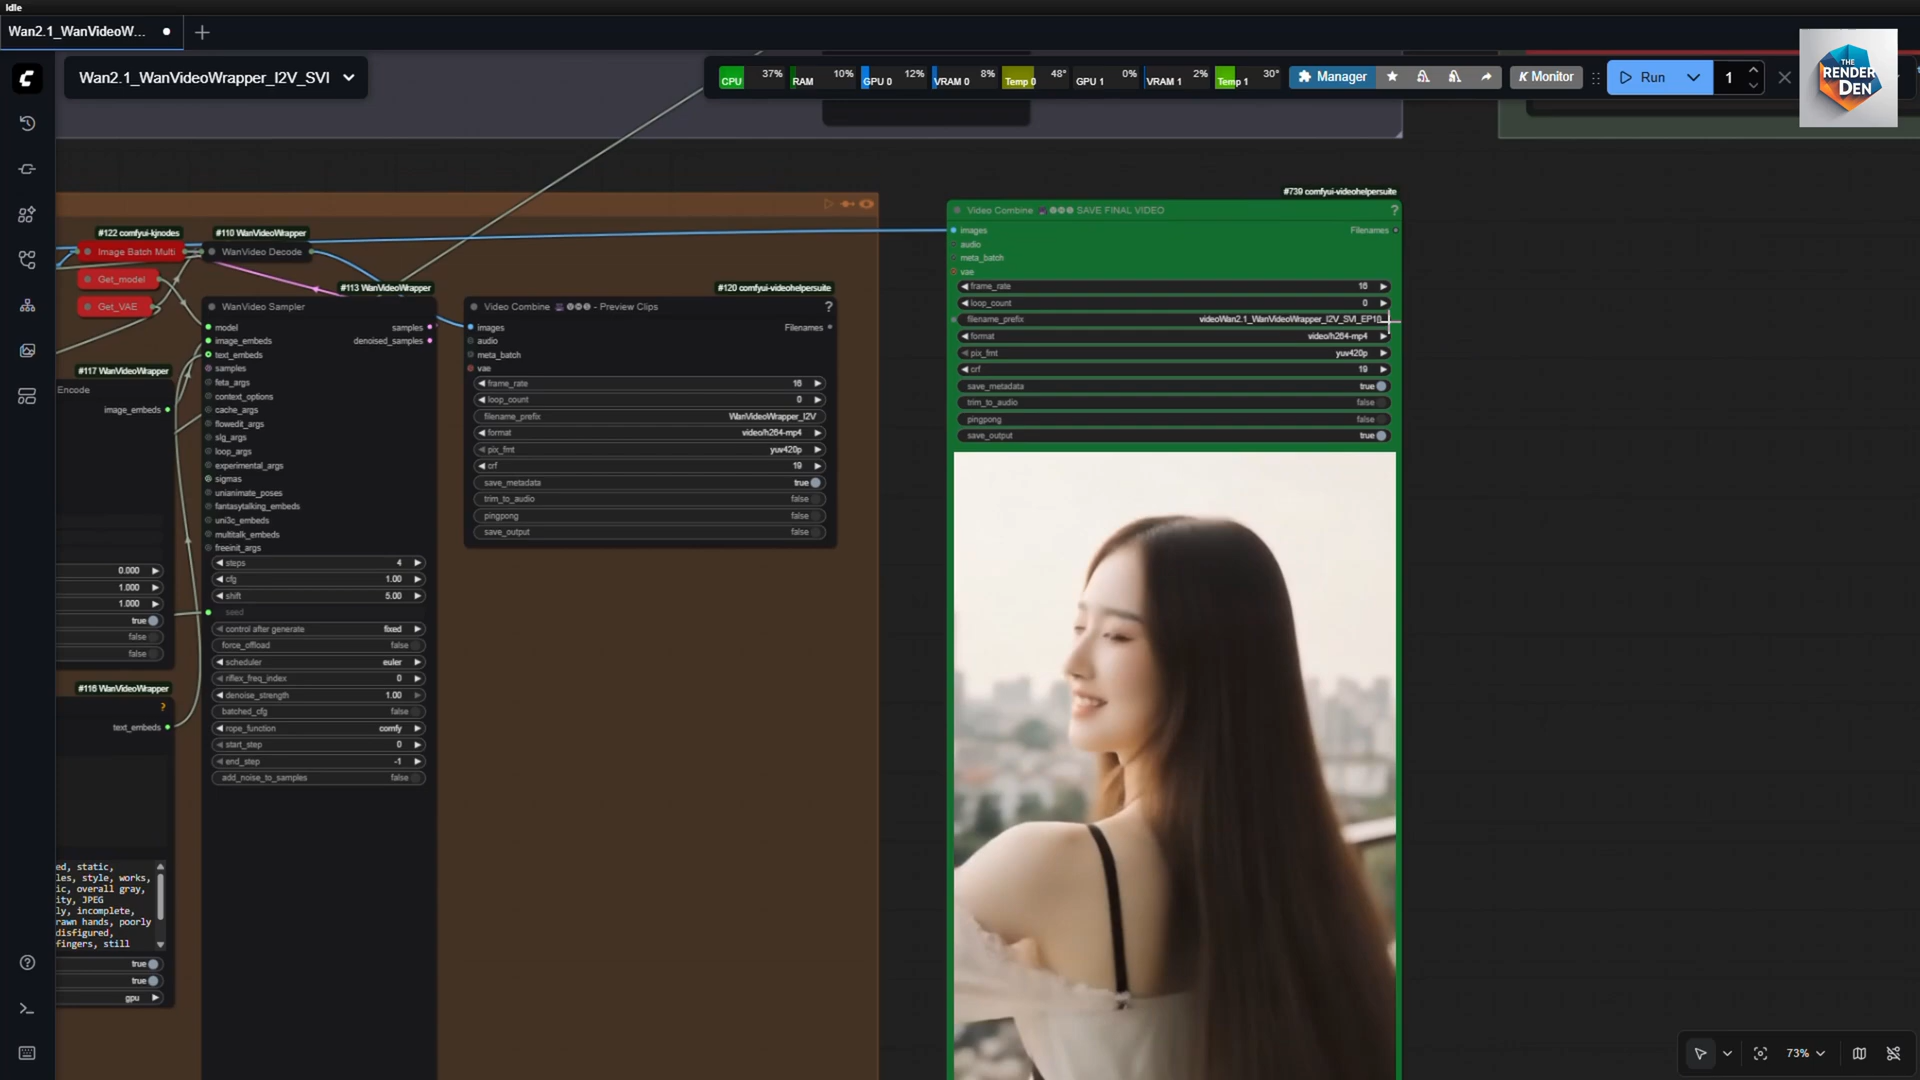 Idle
Wan2.1_WanVideoW...
Wan2.1_WanVideoWrapper_I2V_SVI
CPU 37% RAM 10% GPU 0 12% VRAM 0 8% Temp 0 48° GPU 1 0% VRAM 1 2% Temp 1 30°
Manager
K Monitor
Run
1
THE
RENDER
DEN
#122 comfyui-kjnodes
Image Batch Multi
Get_model
Get_VAE
#110 WanVideoWrapper
WanVideo Decode
#117 WanVideoWrapper
Encode
image_embeds
0.000
1.000
1.000
true
false
false
#116 WanVideoWrapper
?
text_embeds
ed, static,
les, style, works,
ic, overall gray,
ity, JPEG
ly, incomplete,
rawn hands, poorly
disfigured,
fingers, still
true
true
gpu
#113 WanVideoWrapper
WanVideo Sampler
model samples
image_embeds denoised_samples
text_embeds
samples
feta_args
context_options
cache_args
flowedit_args
slg_args
loop_args
experimental_args
sigmas
unianimate_poses
fantasytalking_embeds
uni3c_embeds
multitalk_embeds
freeinit_args
steps 4
cfg 1.00
shift 5.00
seed
control after generate fixed
force_offload false
scheduler euler
riflex_freq_index 0
denoise_strength 1.00
batched_cfg false
rope_function comfy
start_step 0
end_step -1
add_noise_to_samples false
#120 comfyui-videohelpersuite
Video Combine - Preview Clips ?
images Filenames
audio
meta_batch
vae
frame_rate 16
loop_count 0
filename_prefix WanVideoWrapper_I2V
format video/h264-mp4
pix_fmt yuv420p
crf 19
save_metadata true
trim_to_audio false
pingpong false
save_output false
#739 comfyui-videohelpersuite
Video Combine SAVE FINAL VIDEO ?
images Filenames
audio
meta_batch
vae
frame_rate 16
loop_count 0
filename_prefix videoWan2.1_WanVideoWrapper_I2V_SVI_EP10
format video/h264-mp4
pix_fmt yuv420p
crf 19
save_metadata true
trim_to_audio false
pingpong false
save_output true
73%